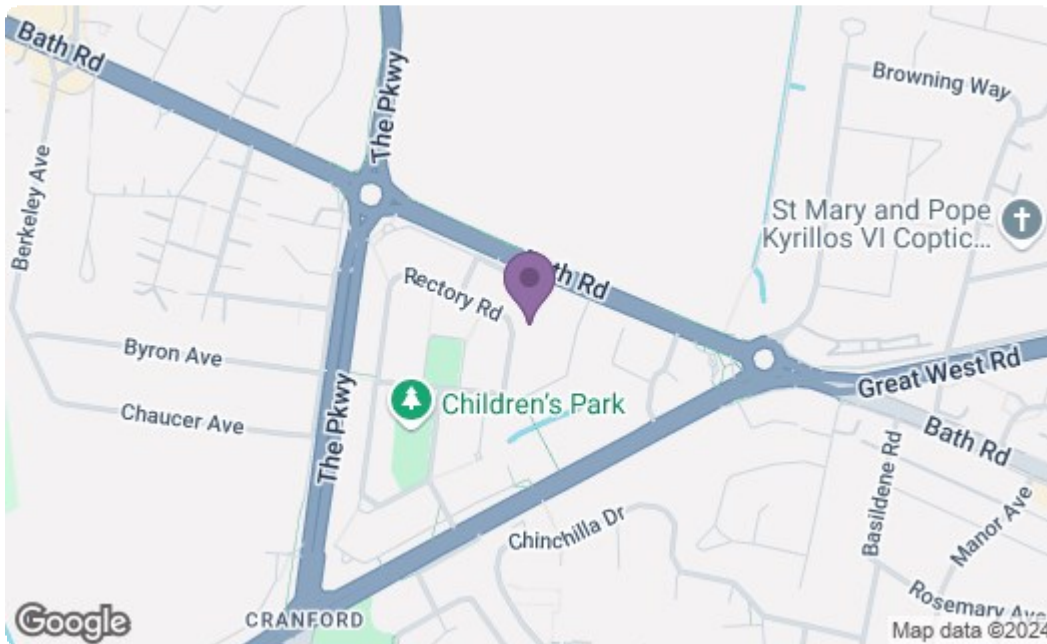 Bath Rd
The Pkwy
Browning Way
Berkeley Ave
St Mary and Pope
Kyrillos VI Coptic...
Rectory Rd
Rd
Byron Ave
Great West Rd
Children's Park
Chaucer Ave
The Pkwy
Bath Rd
Basildene Rd
Manor Ave
Chinchilla Dr
Rosemary Ave
Google
CRANFORD
Map data ©2024